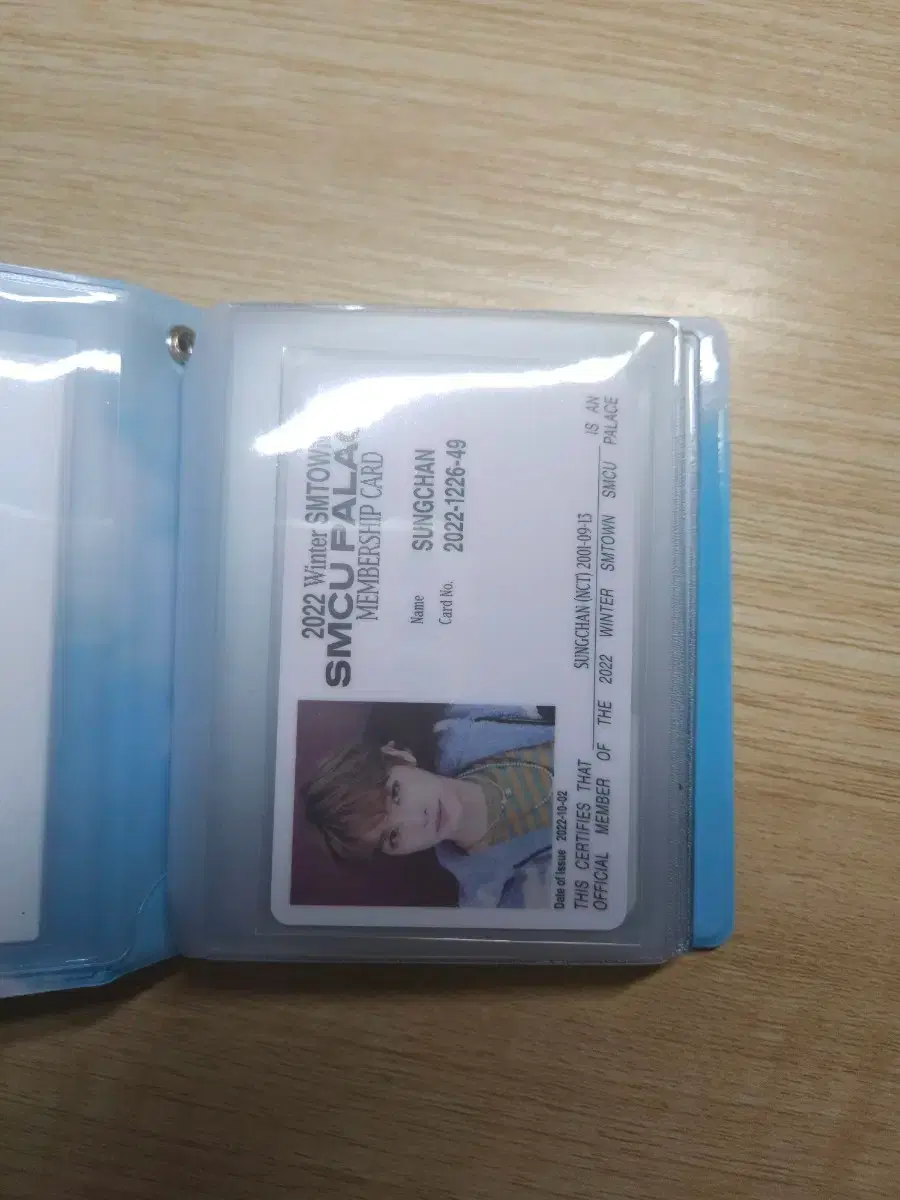 2022 Winter SMTOWN
SMCU PALAC
MEMBERSHIP CARD
Name SUNGCHAN
Card No. 2022-1226-49
Date of Issue 2022-10-02
THIS CERTIFIES THAT SUNGCHAN (NCT) 2001-09-13 IS AN
OFFICIAL MEMBER OF THE 2022 WINTER SMTOWN SMCU PALACE